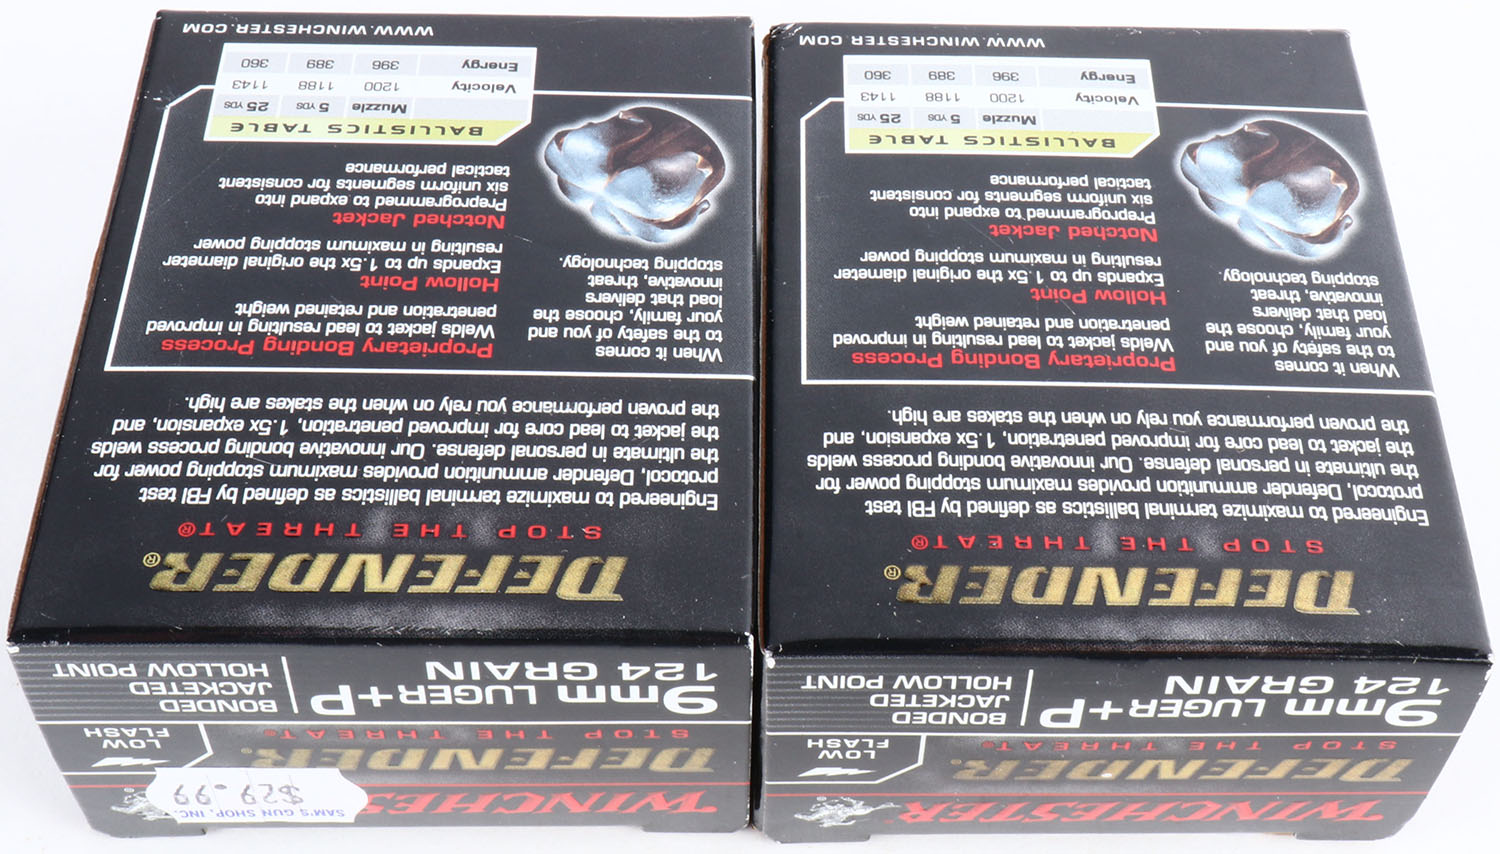 WINCHESTER
SAM'S GUN SHOP, INC.
$29.99
DEFENDER
STOP THE THREAT®
LOW
FLASH
9mm LUGER+P
124 GRAIN
BONDED
JACKETED
HOLLOW POINT
DEFENDER®
STOP THE THREAT®
Engineered to maximize terminal ballistics as defined by FBI test
protocol, Defender ammunition provides maximum stopping power for
the ultimate in personal defense. Our innovative bonding process welds
the jacket to lead core for improved penetration, 1.5x expansion, and
the proven performance you rely on when the stakes are high.
When it comes
to the safety of you and
your family, choose the
load that delivers
innovative, threat
stopping technology.
Proprietary Bonding Process
Welds jacket to lead resulting in improved
penetration and retained weight
Hollow Point
Expands up to 1.5x the original diameter
resulting in maximum stopping power
Notched Jacket
Preprogrammed to expand into
six uniform segments for consistent
tactical performance
BALLISTICS TABLE
Muzzle 5 YDS 25 YDS
Velocity 1200 1188 1143
Energy 396 389 360
WWW.WINCHESTER.COM
WINCHESTER
DEFENDER
STOP THE THREAT®
LOW
FLASH
9mm LUGER+P
124 GRAIN
BONDED
JACKETED
HOLLOW POINT
DEFENDER®
STOP THE THREAT®
Engineered to maximize terminal ballistics as defined by FBI test
protocol, Defender ammunition provides maximum stopping power for
the ultimate in personal defense. Our innovative bonding process welds
the jacket to lead core for improved penetration, 1.5x expansion, and
the proven performance you rely on when the stakes are high.
When it comes
to the safety of you and
your family, choose the
load that delivers
innovative, threat
stopping technology.
Proprietary Bonding Process
Welds jacket to lead resulting in improved
penetration and retained weight
Hollow Point
Expands up to 1.5x the original diameter
resulting in maximum stopping power
Notched Jacket
Preprogrammed to expand into
six uniform segments for consistent
tactical performance
BALLISTICS TABLE
Muzzle 5 YDS 25 YDS
Velocity 1200 1188 1143
Energy 396 389 360
WWW.WINCHESTER.COM